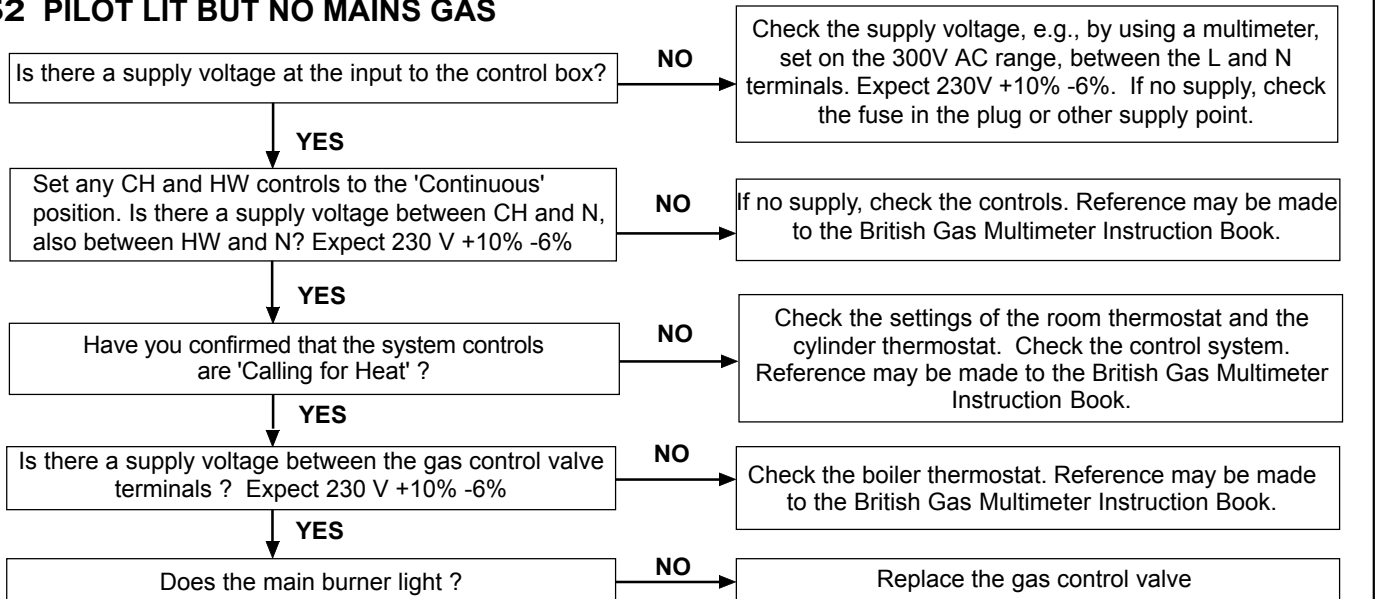 52 PILOT LIT BUT NO MAINS GAS
Is there a supply voltage at the input to the control box?
NO
Check the supply voltage, e.g., by using a multimeter,
set on the 300V AC range, between the L and N
terminals. Expect 230V +10% -6%. If no supply, check
the fuse in the plug or other supply point.
YES
Set any CH and HW controls to the 'Continuous'
position. Is there a supply voltage between CH and N,
also between HW and N? Expect 230 V +10% -6%
NO
If no supply, check the controls. Reference may be made
to the British Gas Multimeter Instruction Book.
YES
Have you confirmed that the system controls
are 'Calling for Heat' ?
NO
Check the settings of the room thermostat and the
cylinder thermostat. Check the control system.
Reference may be made to the British Gas Multimeter
Instruction Book.
YES
Is there a supply voltage between the gas control valve
terminals ? Expect 230 V +10% -6%
NO
Check the boiler thermostat. Reference may be made
to the British Gas Multimeter Instruction Book.
YES
Does the main burner light ?
NO
Replace the gas control valve